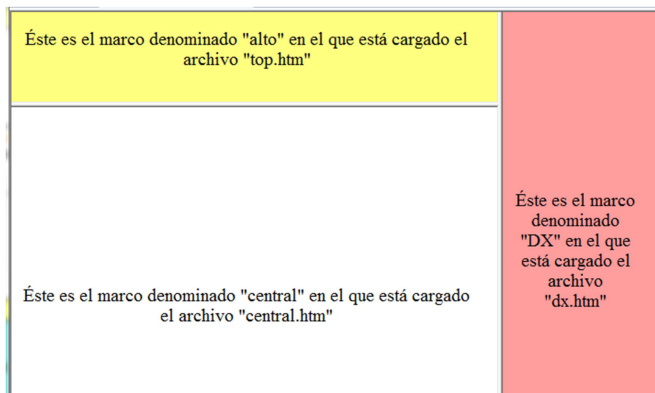 Éste es el marco denominado "alto" en el que está cargado el
archivo "top.htm"
Éste es el marco denominado "central" en el que está cargado
el archivo "central.htm"
Éste es el marco
denominado
"DX" en el que
está cargado el
archivo
"dx.htm"